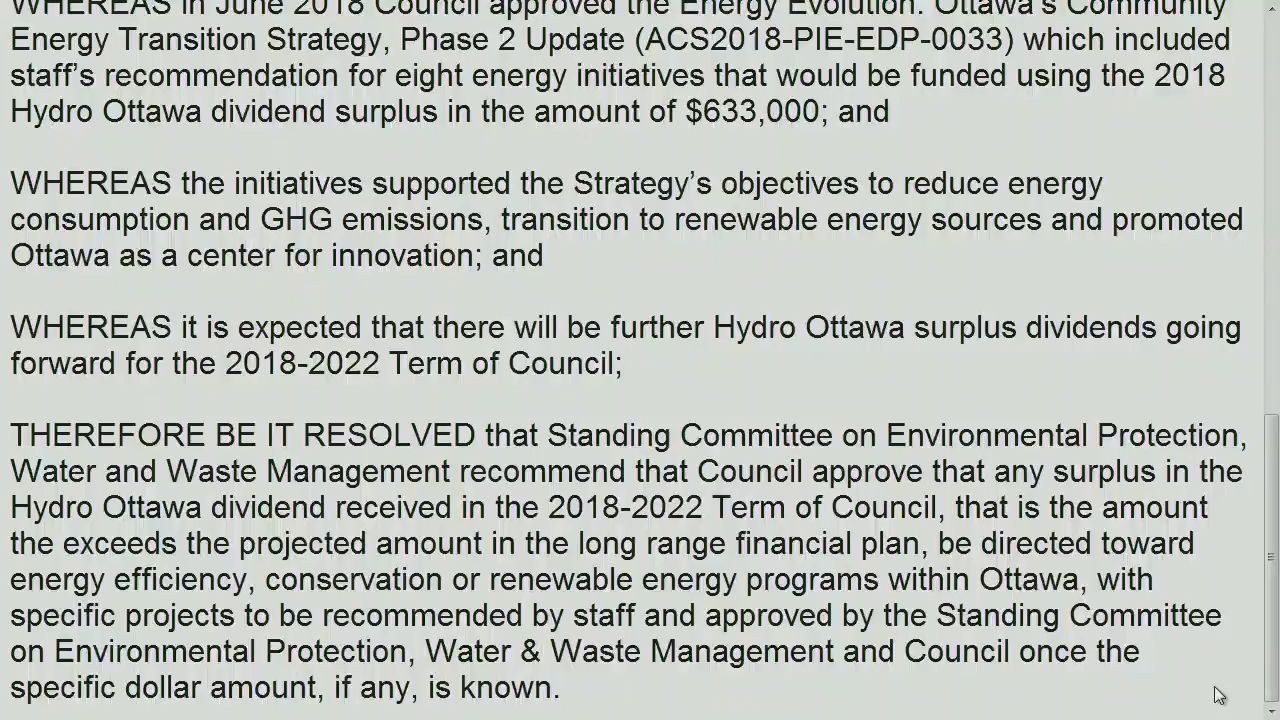 WHEREAS in June 2018 Council approved the Energy Evolution: Ottawa's Community
Energy Transition Strategy, Phase 2 Update (ACS2018-PIE-EDP-0033) which included
staff's recommendation for eight energy initiatives that would be funded using the 2018
Hydro Ottawa dividend surplus in the amount of $633,000; and
WHEREAS the initiatives supported the Strategy's objectives to reduce energy
consumption and GHG emissions, transition to renewable energy sources and promoted
Ottawa as a center for innovation; and
WHEREAS it is expected that there will be further Hydro Ottawa surplus dividends going
forward for the 2018-2022 Term of Council;
THEREFORE BE IT RESOLVED that Standing Committee on Environmental Protection,
Water and Waste Management recommend that Council approve that any surplus in the
Hydro Ottawa dividend received in the 2018-2022 Term of Council, that is the amount
the exceeds the projected amount in the long range financial plan, be directed toward
energy efficiency, conservation or renewable energy programs within Ottawa, with
specific projects to be recommended by staff and approved by the Standing Committee
on Environmental Protection, Water & Waste Management and Council once the
specific dollar amount, if any, is known.